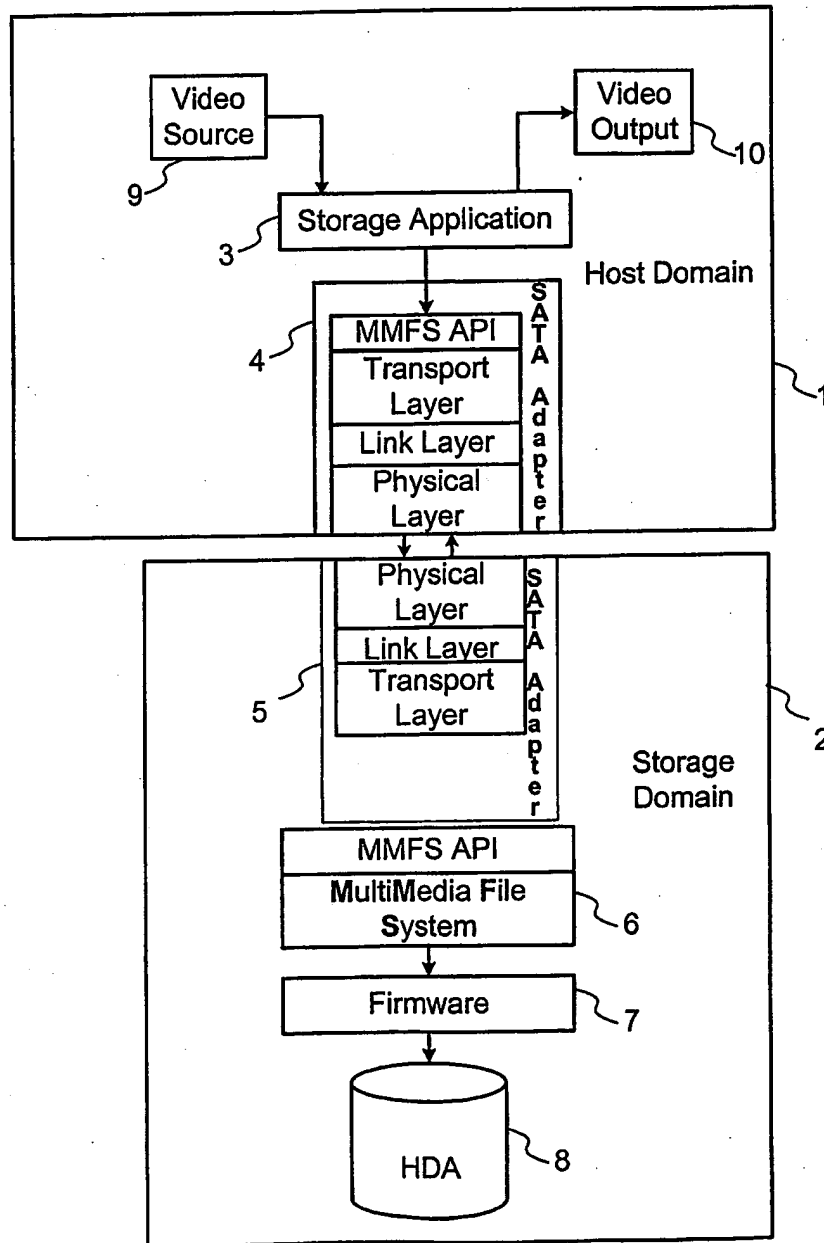 Video
Source
9
Video
Output
10
Storage Application
3
Host Domain
1
4
MMFS API
Transport
Layer
Link Layer
Physical
Layer
SATA Adapter
Physical
Layer
Link Layer
Transport
Layer
SATA Adapter
5
2
Storage
Domain
MMFS API
MultiMedia File
System
6
Firmware
7
HDA
8